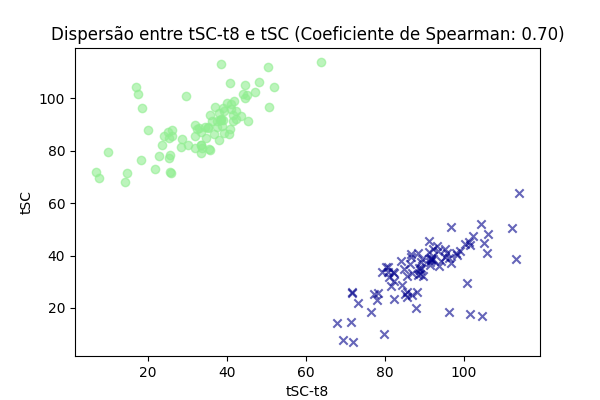 Dispersão entre tSC-t8 e tSC (Coeficiente de Spearman: 0.70)
100
80
60
40
20
tSC
20 40 60 80 100
tSC-t8